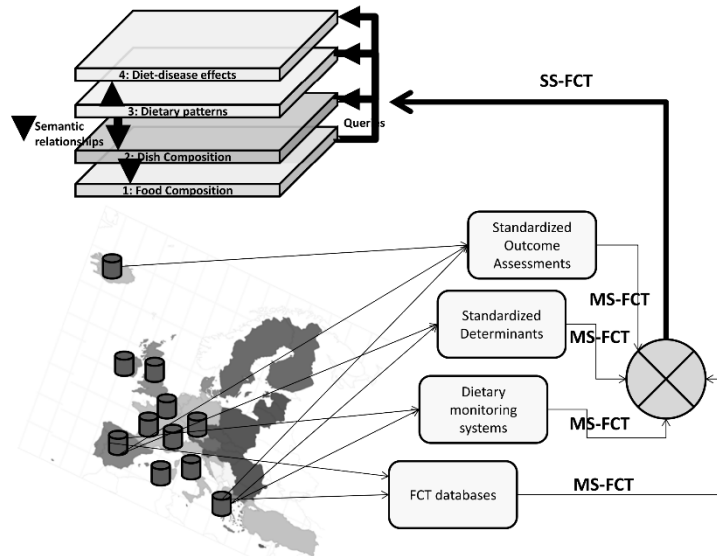 4: Diet-disease effects
SS-FCT
3: Dietary patterns
Semantic
relationships
Queries
2: Dish Composition
1: Food Composition
Standardized
Outcome
Assessments
MS-FCT
Standardized
Determinants
MS-FCT
Dietary
monitoring
systems
MS-FCT
FCT databases
MS-FCT